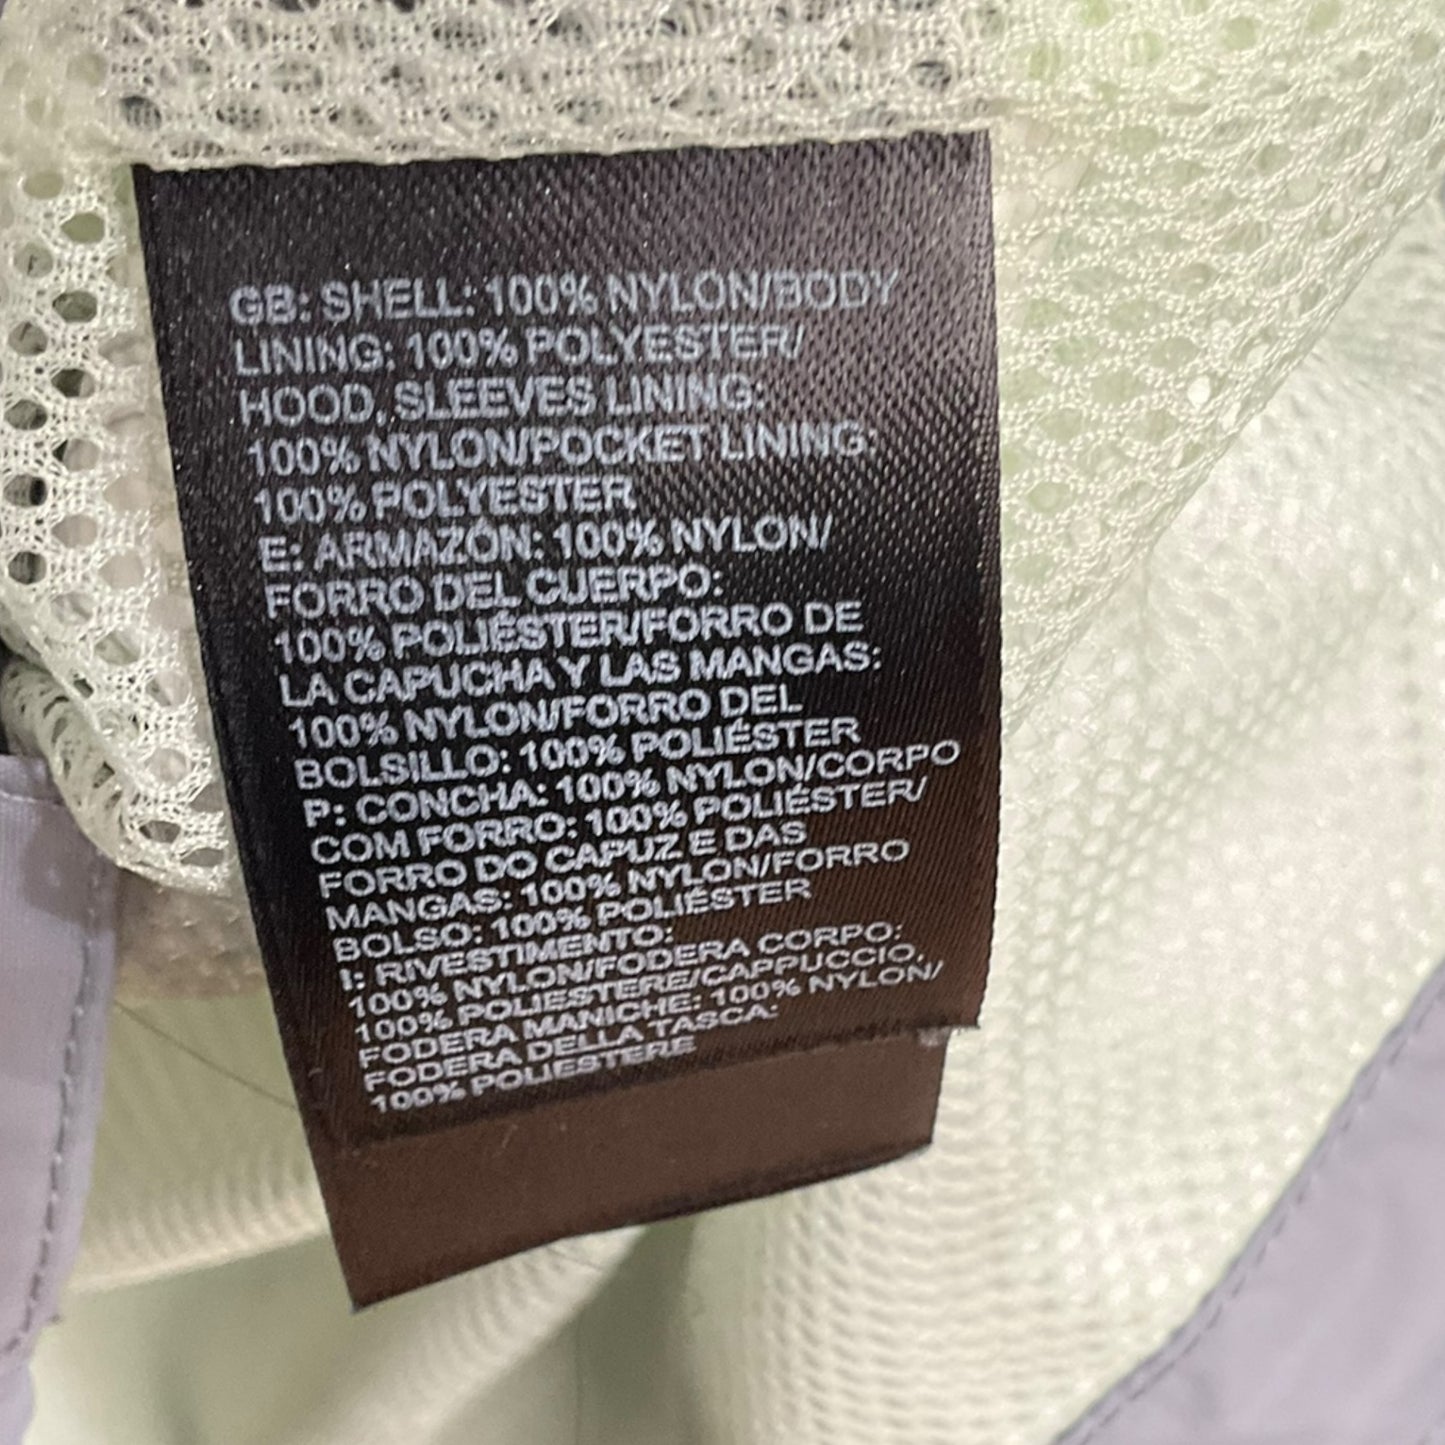 GB: SHELL: 100% NYLON/BODY
LINING: 100% POLYESTER/
HOOD, SLEEVES LINING:
100% NYLON/POCKET LINING:
100% POLYESTER
E: ARMAZÓN: 100% NYLON/
FORRO DEL CUERPO:
100% POLIÉSTER/FORRO DE
LA CAPUCHA Y LAS MANGAS:
100% NYLON/FORRO DEL
BOLSILLO: 100% POLIÉSTER
P: CONCHA: 100% NYLON/CORPO
COM FORRO: 100% POLIÉSTER/
FORRO DO CAPUZ E DAS
MANGAS: 100% NYLON/FORRO
BOLSO: 100% POLIÉSTER
I: RIVESTIMENTO:
100% NYLON/FODERA CORPO:
100% POLIESTERE/CAPPUCCIO,
FODERA MANICHE: 100% NYLON/
FODERA DELLA TASCA:
100% POLIESTERE